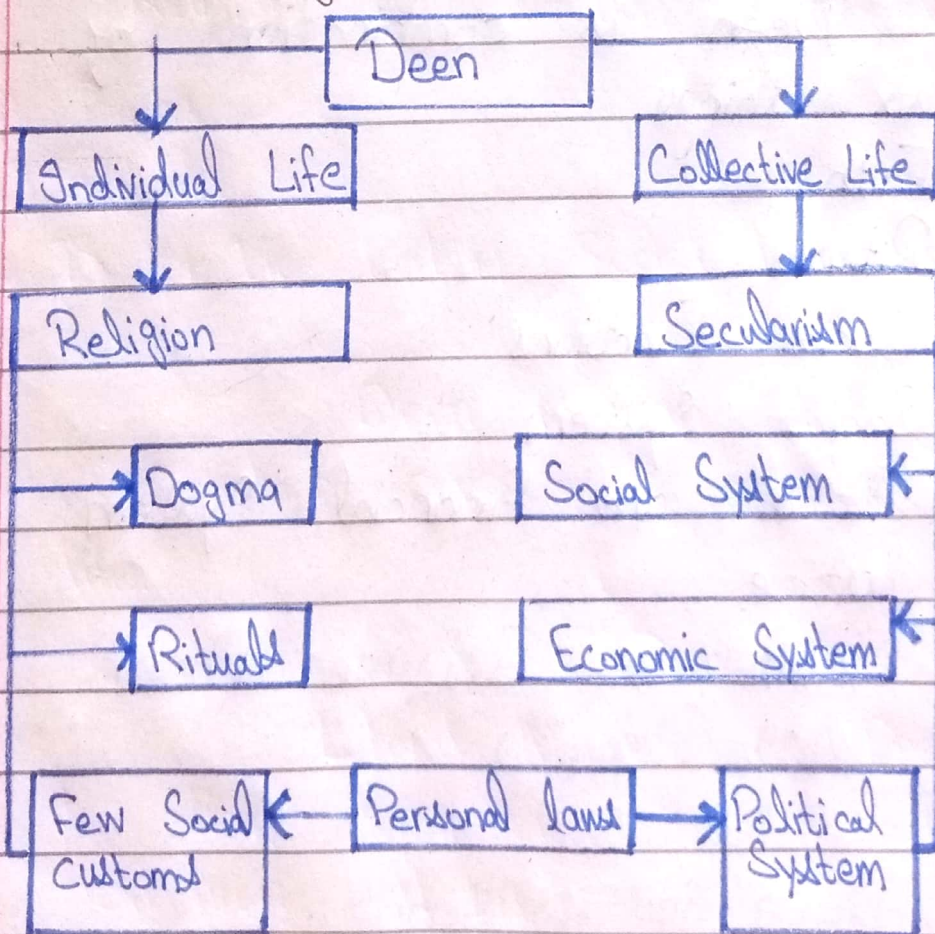 Deen
Individual Life
Collective Life
Religion
Secularism
Dogma
Social System
Rituals
Economic System
Few Social
Customs
Personal laws
Political
System